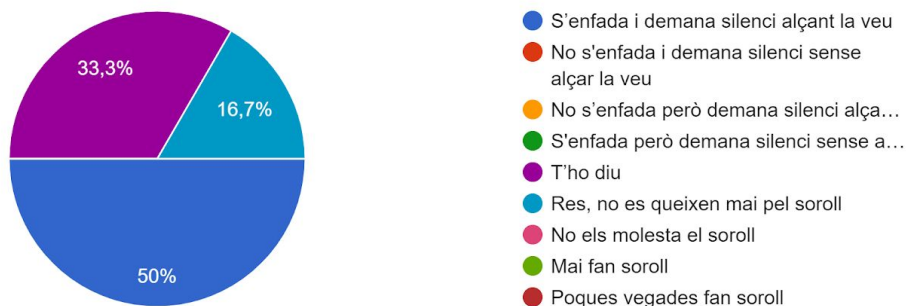 33,3%
16,7%
50%
S’enfada i demana silenci alçant la veu
No s'enfada i demana silenci sense
alçar la veu
No s’enfada però demana silenci alça…
S'enfada però demana silenci sense a…
T’ho diu
Res, no es queixen mai pel soroll
No els molesta el soroll
Mai fan soroll
Poques vegades fan soroll